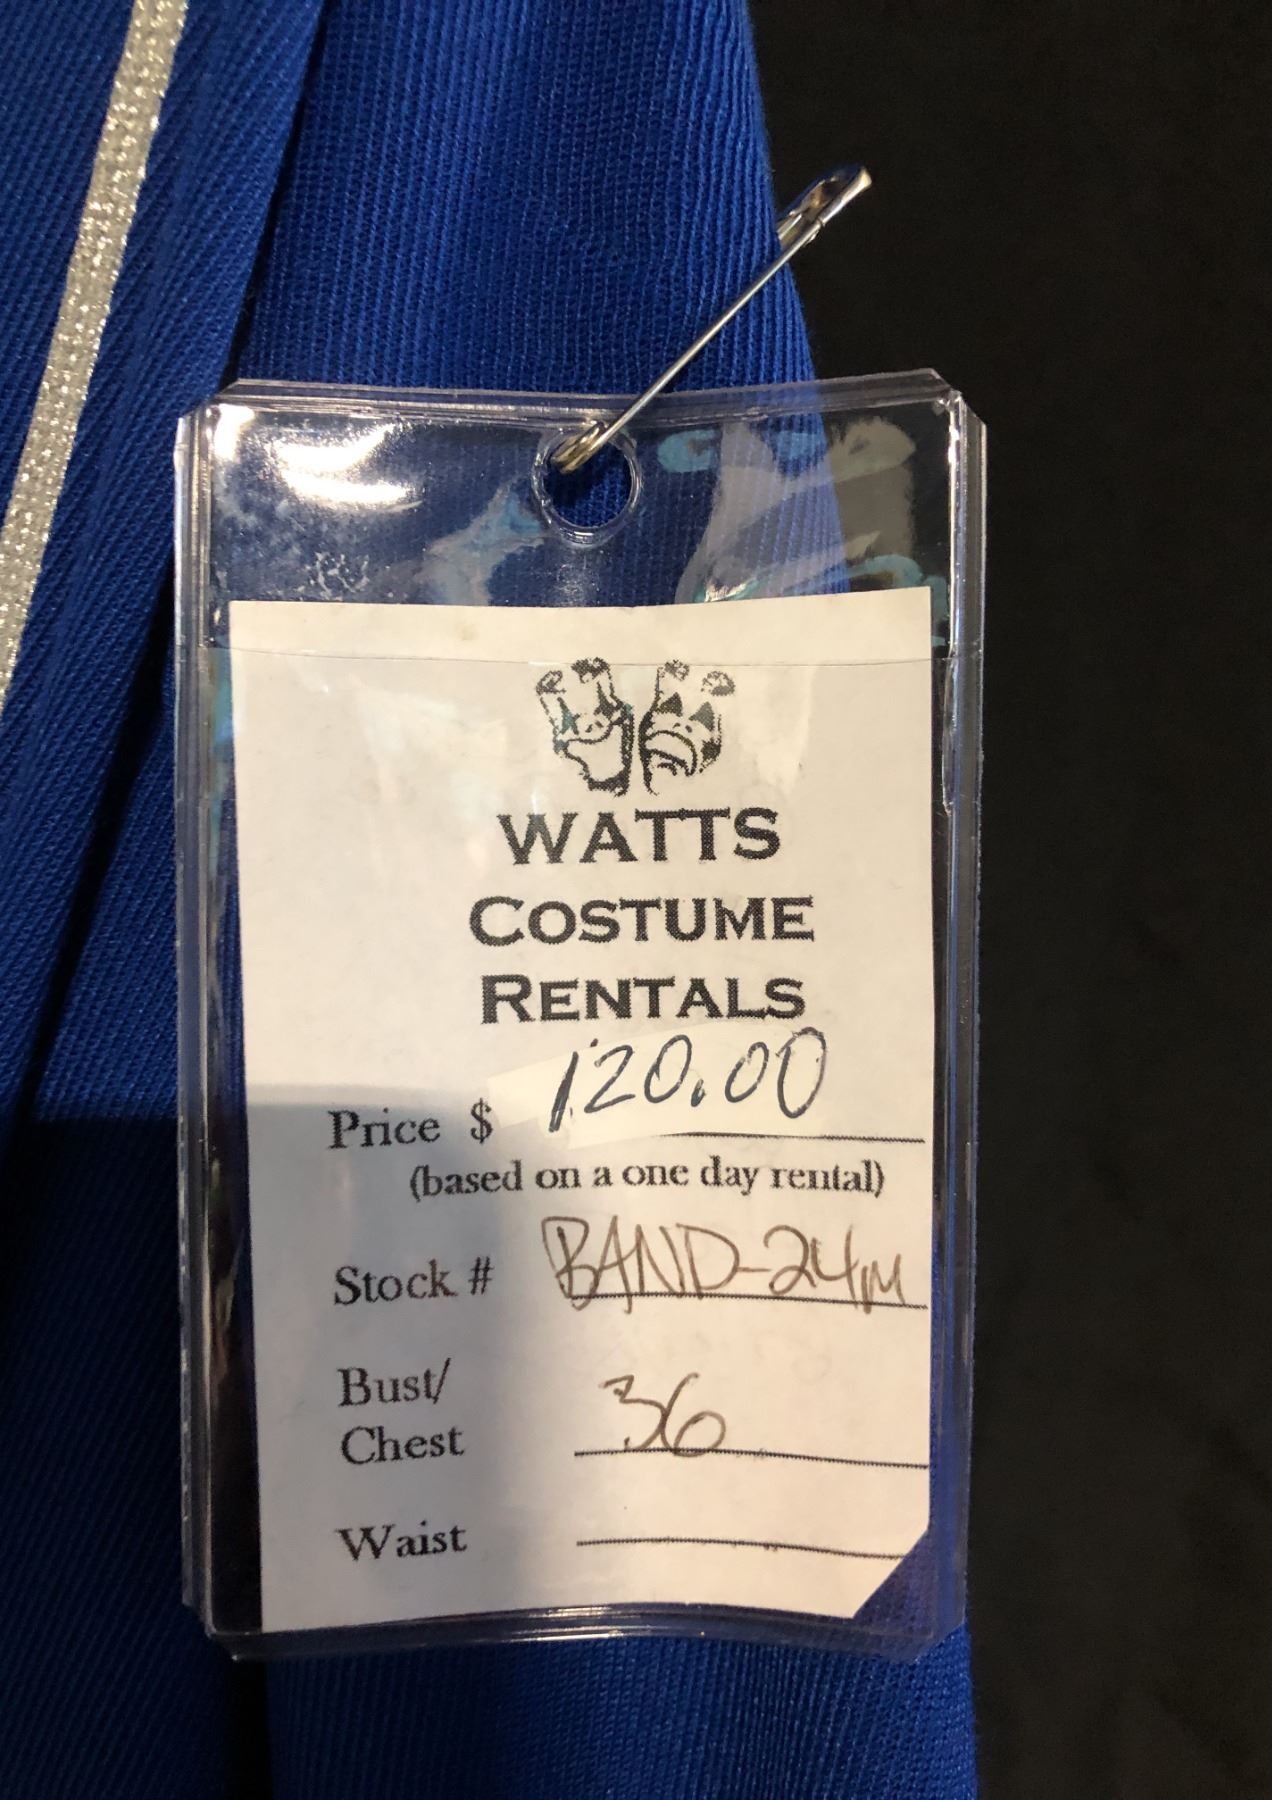 WATTS
COSTUME
RENTALS
Price $ 120.00
(based on a one day rental)
Stock # BAND-24M
Bust/
Chest 36
Waist